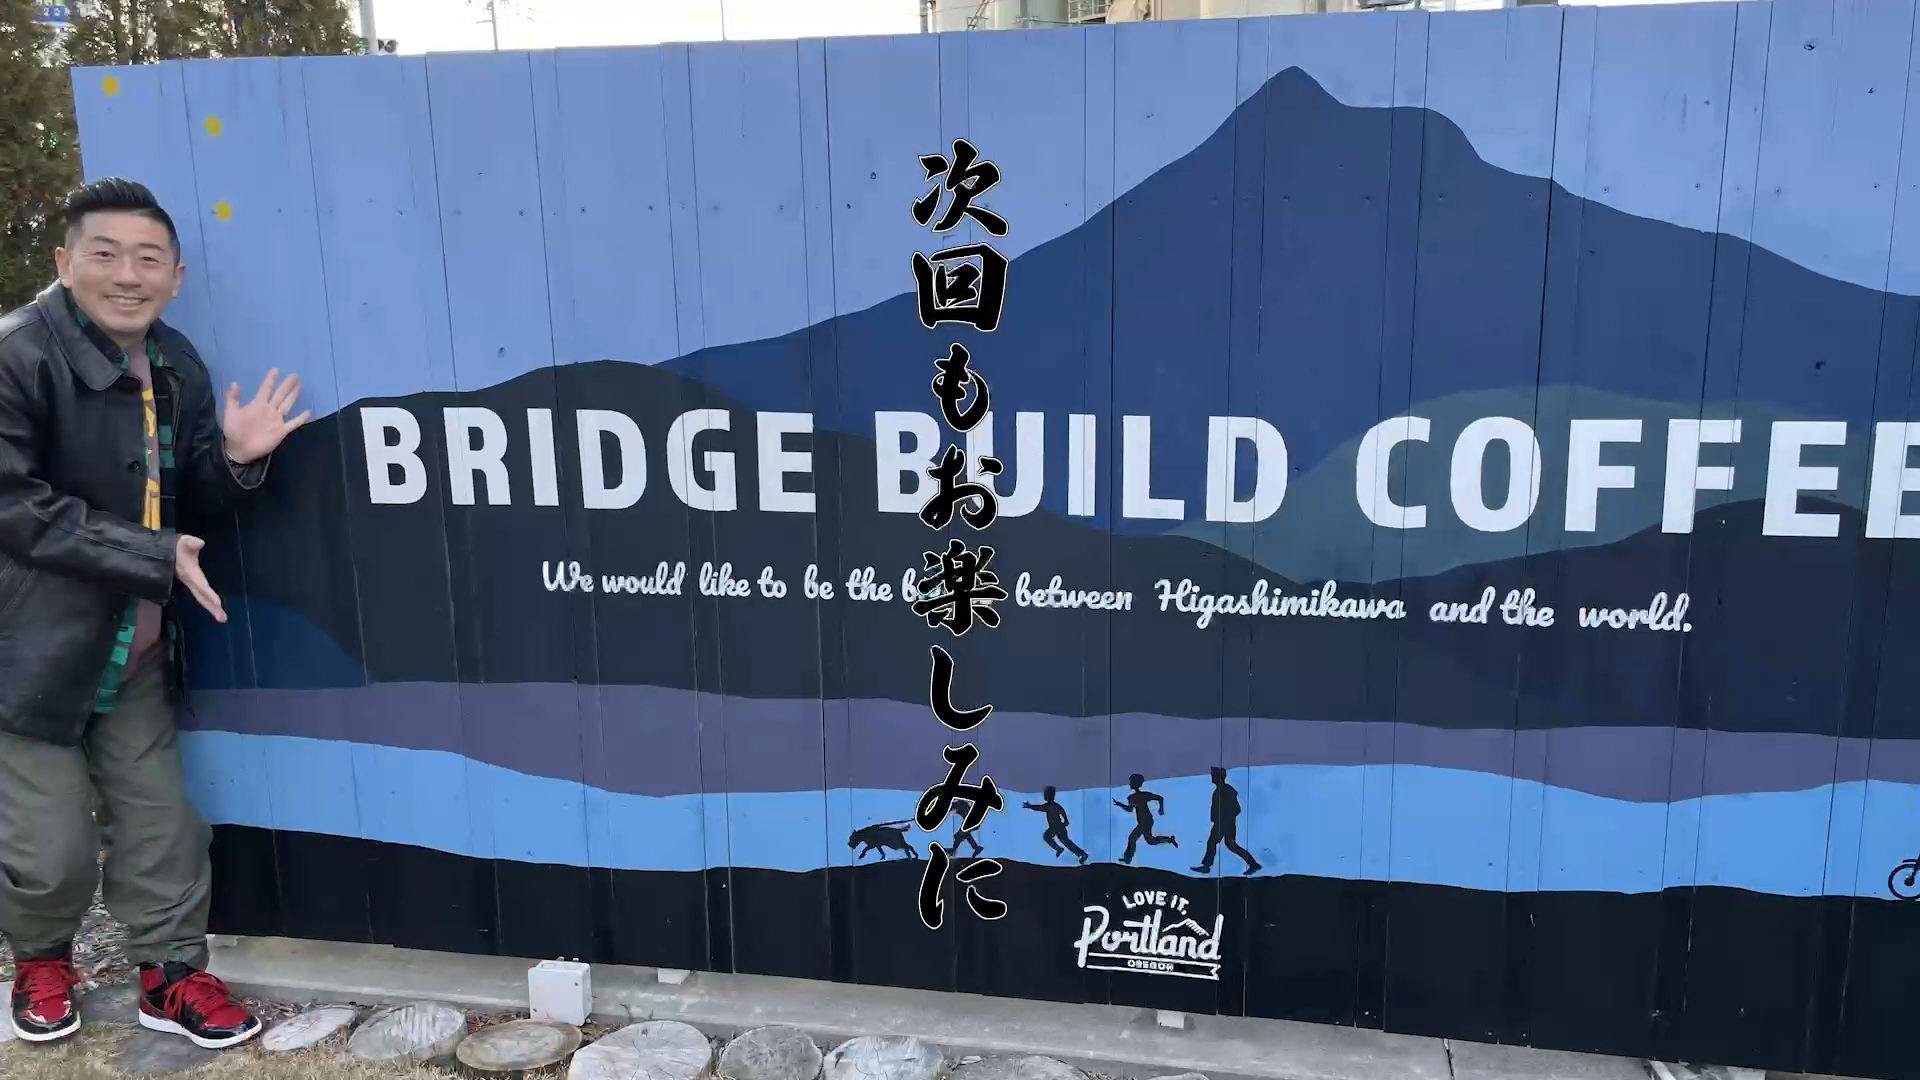 BRIDGE BUILD COFFEE
We would like to be the between Higashimikawa and the world.
次回もお楽しみに
LOVE IT.
Portland
OREGON